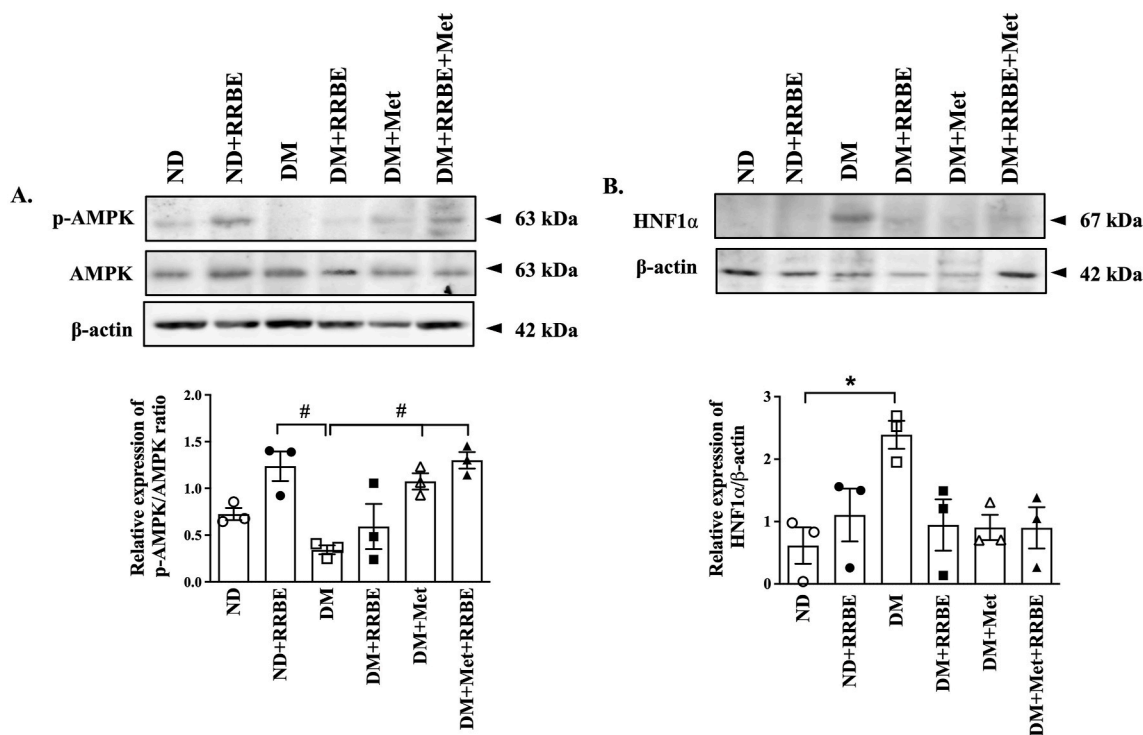 A.
ND
ND+RRBE
DM
DM+RRBE
DM+Met
DM+RRBE+Met
p-AMPK
63 kDa
AMPK
63 kDa
β-actin
42 kDa
Relative expression of
p-AMPK/AMPK ratio
2.0
1.5
1.0
0.5
0.0
#
#
ND
ND+RRBE
DM
DM+RRBE
DM+Met
DM+Met+RRBE
B.
ND
ND+RRBE
DM
DM+RRBE
DM+Met
DM+RRBE+Met
HNF1α
67 kDa
β-actin
42 kDa
Relative expression of
HNF1α/β-actin
3
2
1
0
*
ND
ND+RRBE
DM
DM+RRBE
DM+Met
DM+Met+RRBE